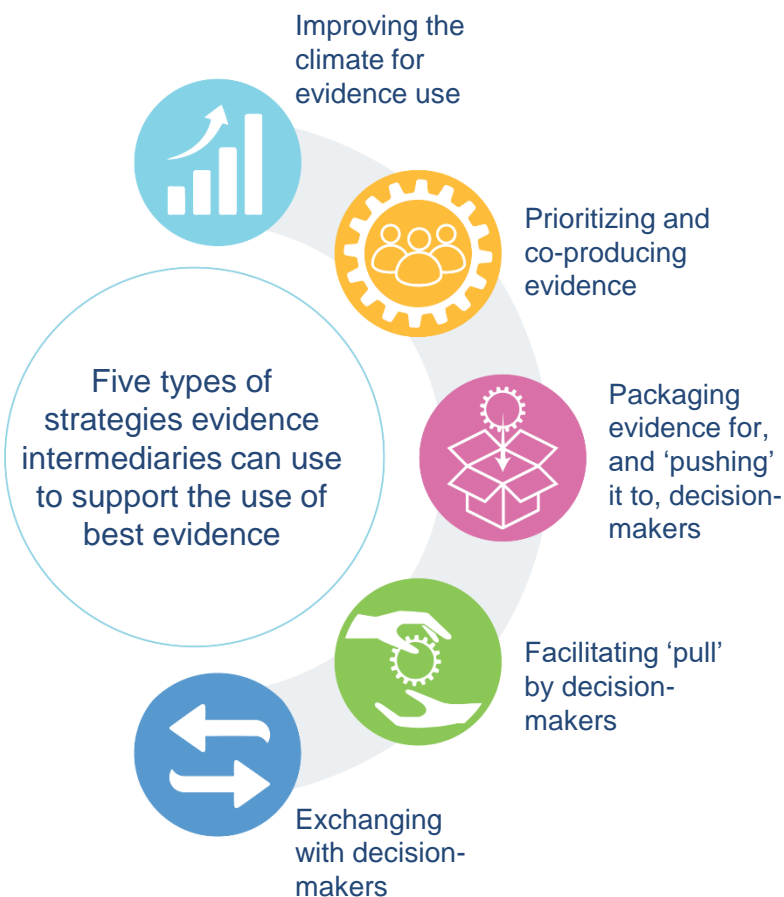 Improving the
climate for
evidence use
Prioritizing and
co-producing
evidence
Five types of
strategies evidence
intermediaries can use
to support the use of
best evidence
Packaging
evidence for,
and ‘pushing’
it to, decision-
makers
Facilitating ‘pull’
by decision-
makers
Exchanging
with decision-
makers